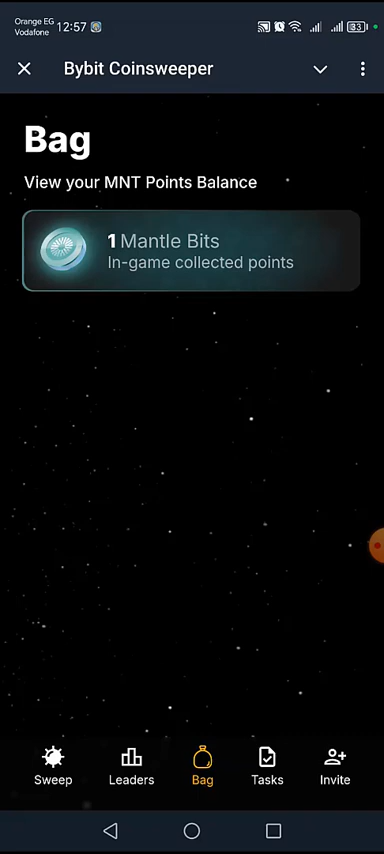 Orange EG
Vodafone
12:57
33
Bybit Coinsweeper
Bag
View your MNT Points Balance
1 Mantle Bits
In-game collected points
Sweep
Leaders
Bag
Tasks
Invite